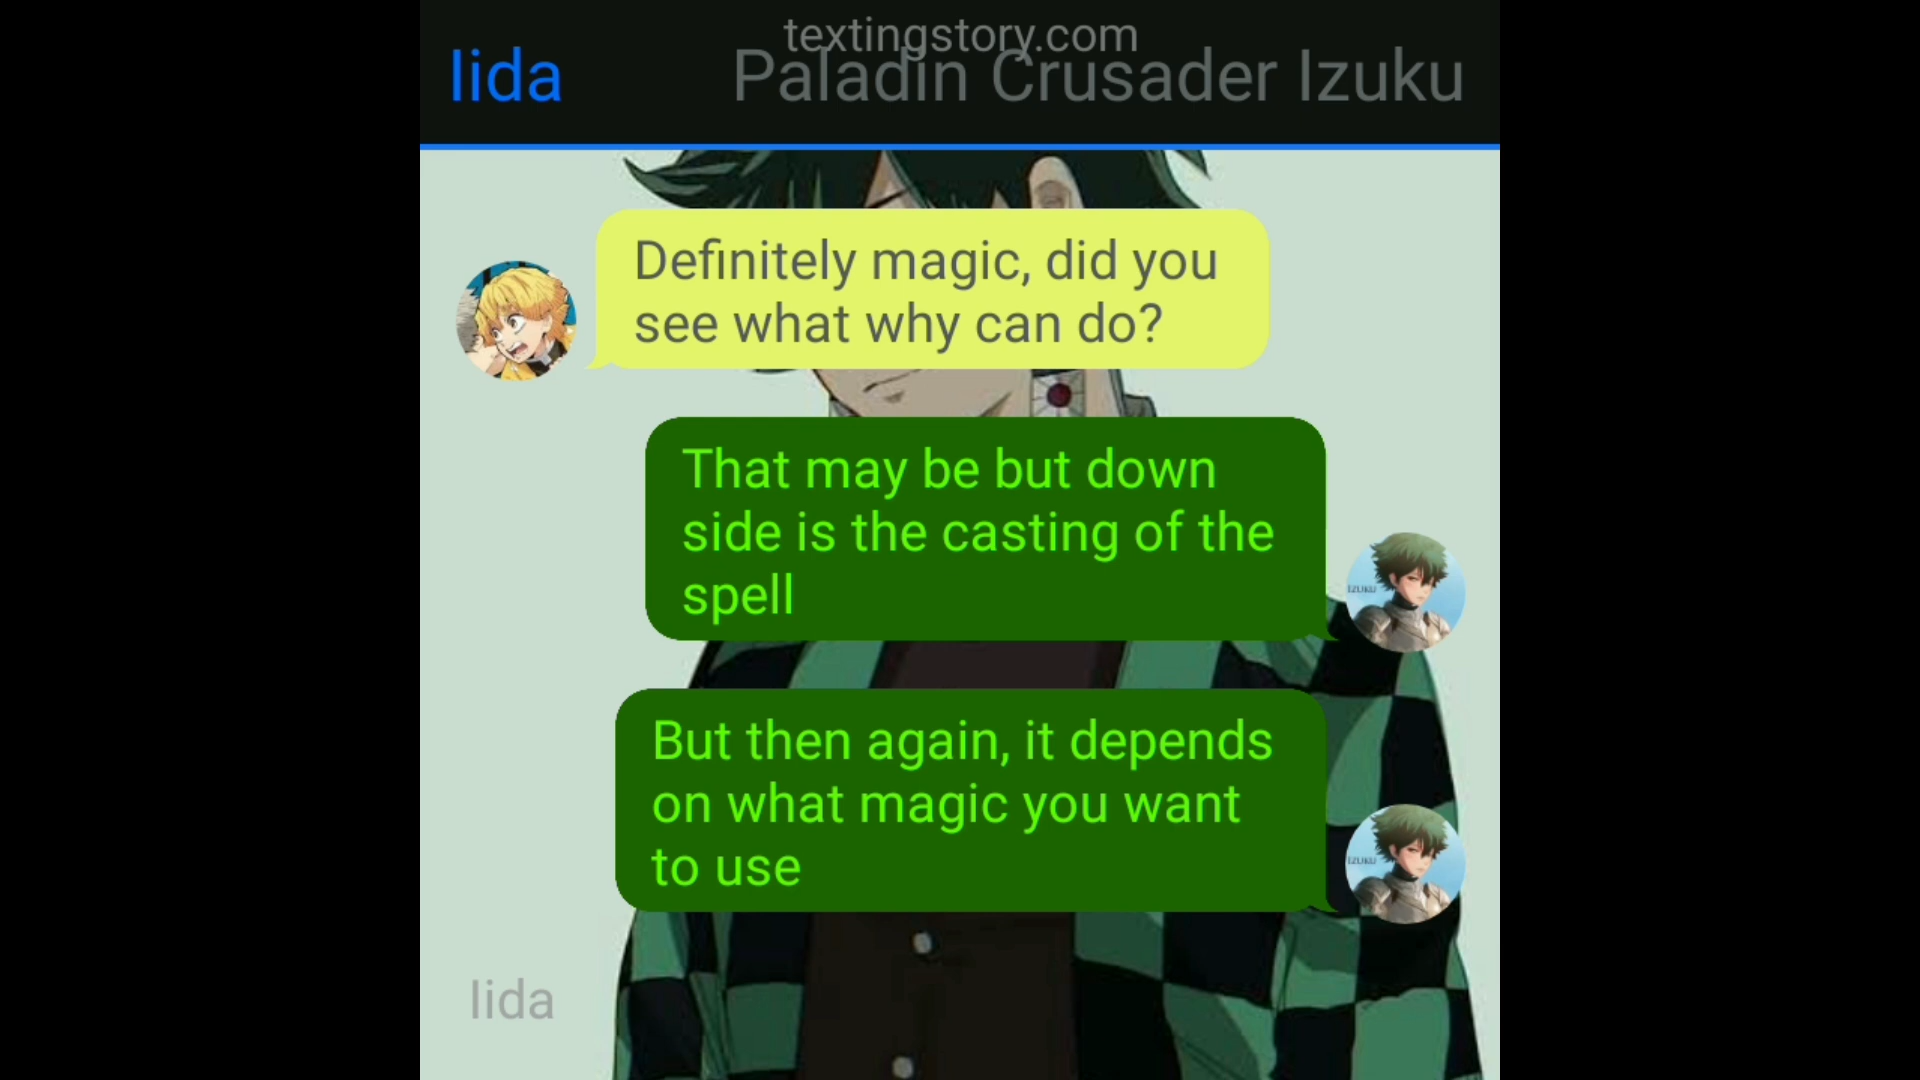 textingstory.com
Iida
Paladin Crusader Izuku
Definitely magic, did you
see what why can do?
That may be but down
side is the casting of the
spell
IZUKU
But then again, it depends
on what magic you want
to use
IZUKU
Iida